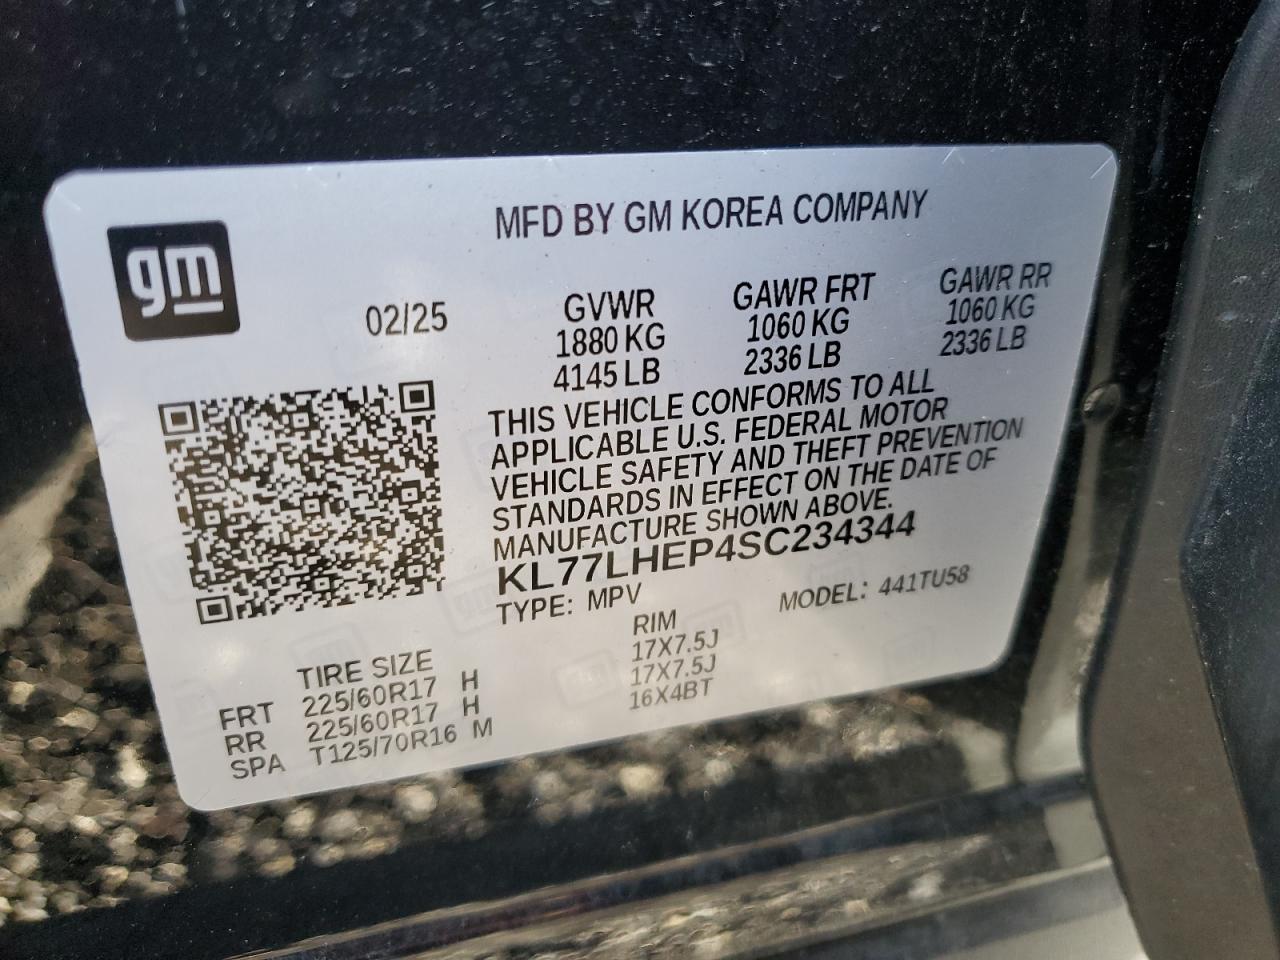 gm
MFD BY GM KOREA COMPANY
02/25
GVWR GAWR FRT GAWR RR
1880 KG 1060 KG 1060 KG
4145 LB 2336 LB 2336 LB
THIS VEHICLE CONFORMS TO ALL
APPLICABLE U.S. FEDERAL MOTOR
VEHICLE SAFETY AND THEFT PREVENTION
STANDARDS IN EFFECT ON THE DATE OF
MANUFACTURE SHOWN ABOVE.
KL77LHEP4SC234344
TYPE: MPV MODEL: 441TU58
TIRE SIZE RIM
FRT 225/60R17 H 17X7.5J
RR 225/60R17 H 17X7.5J
SPA T125/70R16 M 16X4BT